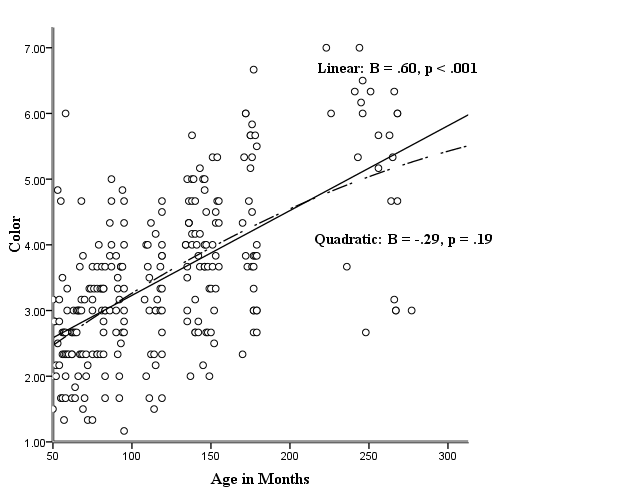 7.00
Linear: B = .60, p < .001
6.00
5.00
Color
4.00
Quadratic: B = -.29, p = .19
3.00
2.00
1.00
50 100 150 200 250 300
Age in Months